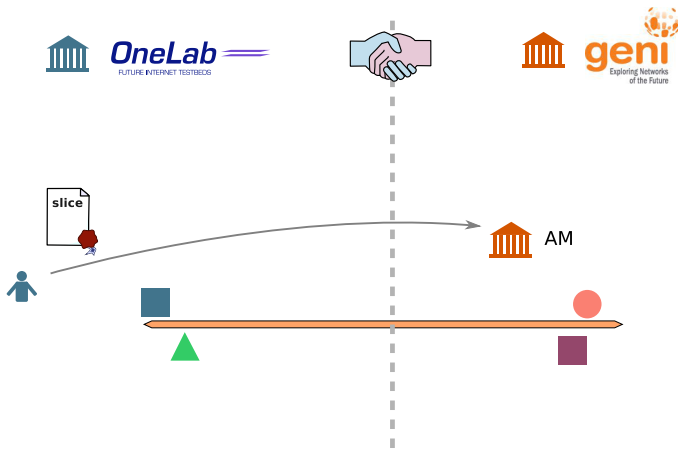 OneLab
FUTURE INTERNET TESTBEDS
geni
Exploring Networks
of the Future
slice
AM